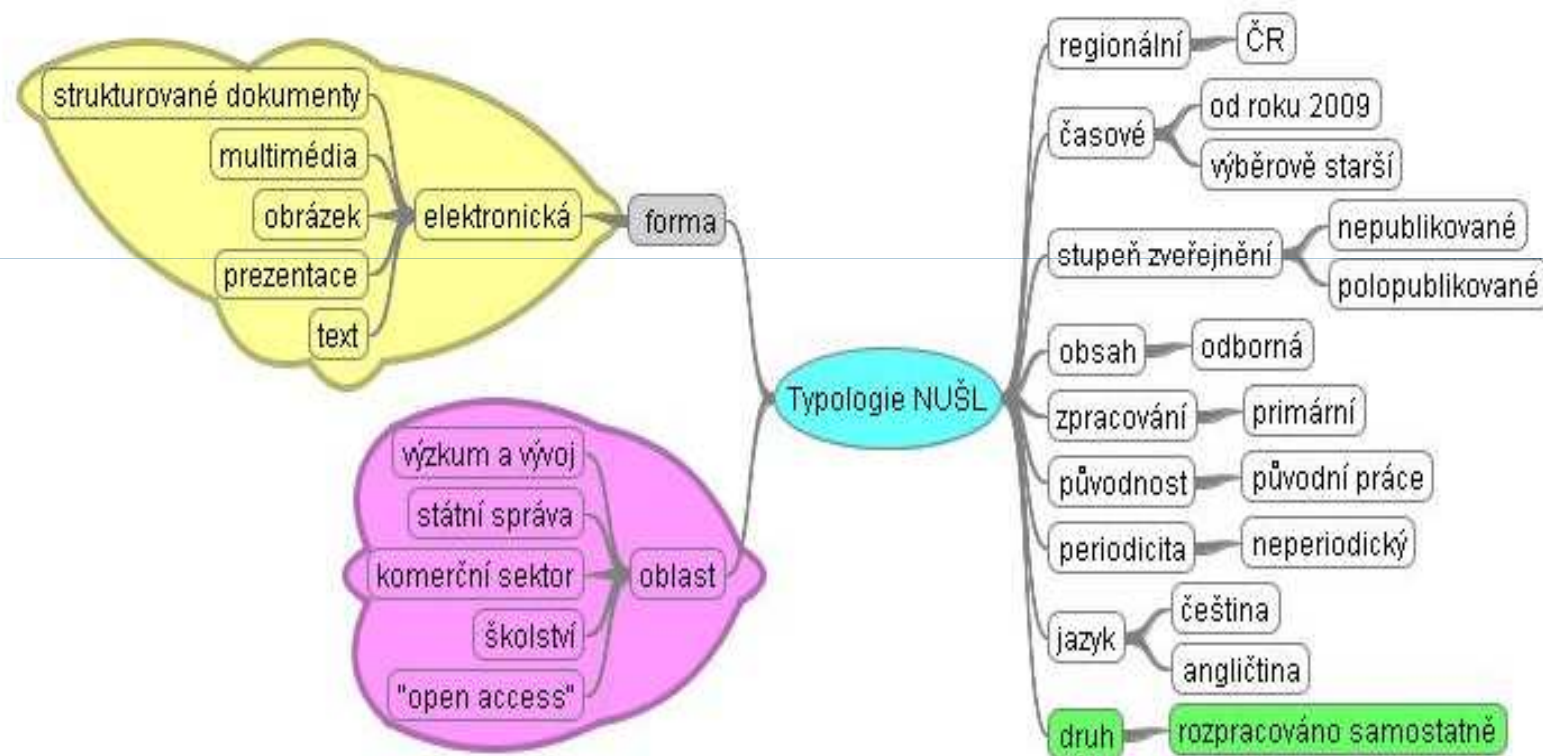 Typologie NUŠL
forma
elektronická
strukturované dokumenty
multimédia
obrázek
prezentace
text
oblast
výzkum a vývoj
státní správa
komerční sektor
školství
"open access"
regionální
ČR
časové
od roku 2009
výběrově starší
stupeň zveřejnění
nepublikované
polopublikované
obsah
odborná
zpracování
primární
původnost
původní práce
periodicita
neperiodický
jazyk
čeština
angličtina
druh
rozpracováno samostatně